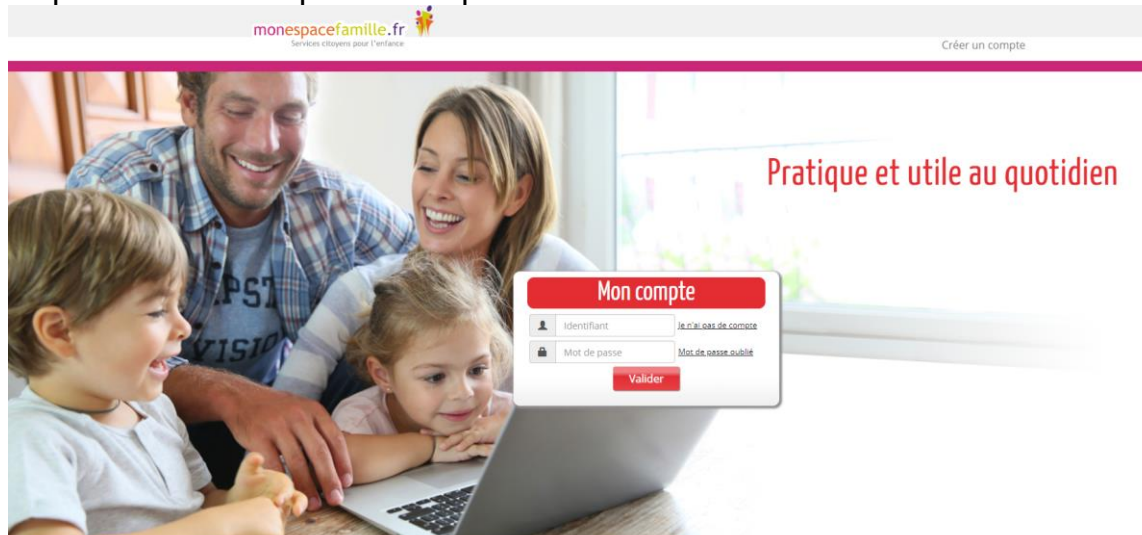 monespacefamille.fr
Services citoyens pour l'enfance
Créer un compte
Pratique et utile au quotidien
Mon compte
Identifiant
Je n'ai pas de compte
Mot de passe
Mot de passe oublié
Valider